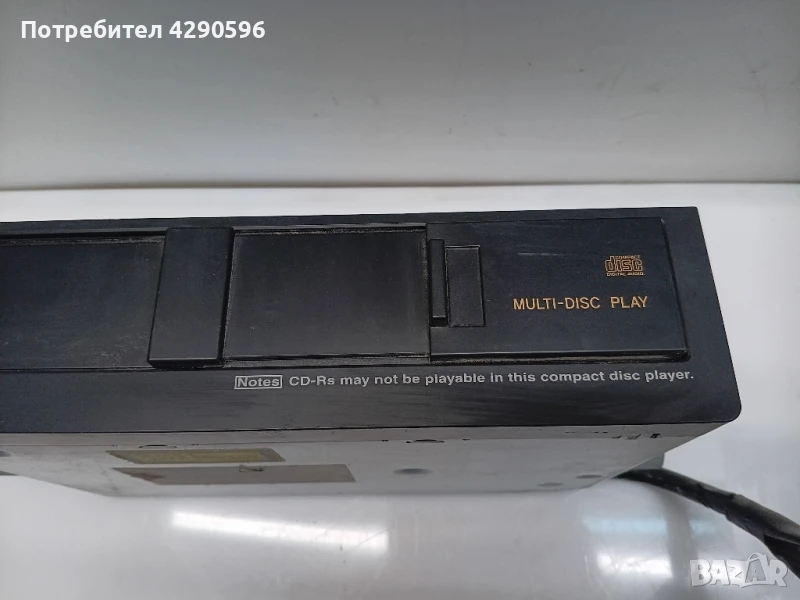 Потребител 4290596
COMPACT
disc
DIGITAL AUDIO
MULTI-DISC PLAY
Notes CD-Rs may not be playable in this compact disc player.
BAZAR